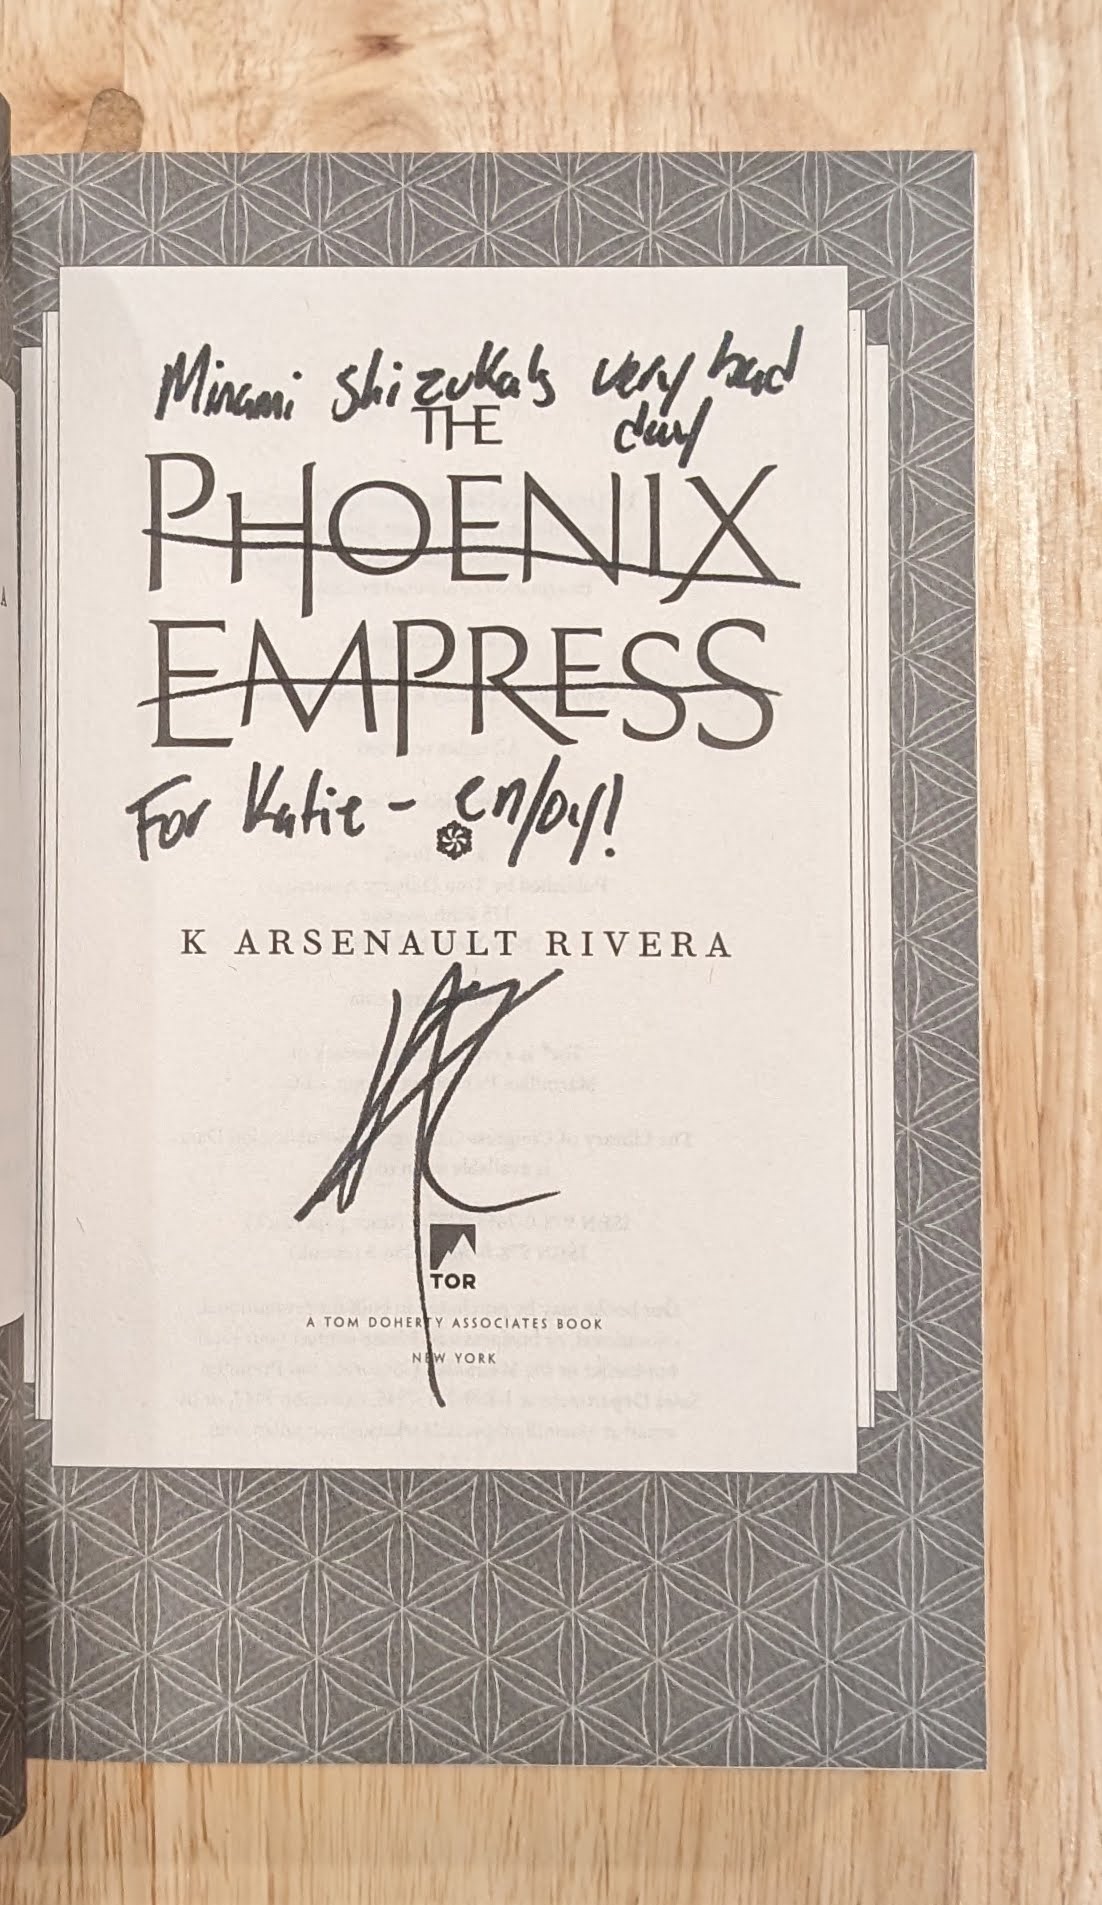 Minami Shizuka's very bad
day
THE
PHOENIX
EMPRESS
For Katie - enjoy!
K ARSENAULT RIVERA
TOR
A TOM DOHERTY ASSOCIATES BOOK
NEW YORK